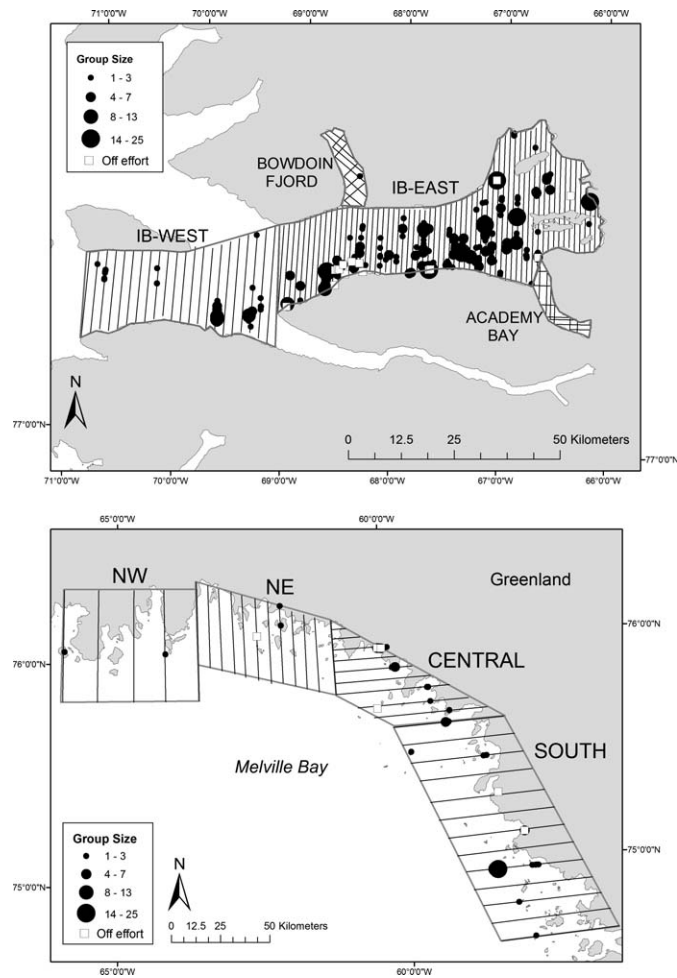 71°0'0"W 70°0'0"W 69°0'0"W 68°0'0"W 67°0'0"W 66°0'0"W
Group Size
1 - 3
4 - 7
8 - 13
14 - 25
Off effort
BOWDOIN
FJORD
IB-EAST
IB-WEST
ACADEMY
BAY
N
77°0'0"N
0 12.5 25 50 Kilometers
77°0'0"N
71°0'0"W 70°0'0"W 69°0'0"W 68°0'0"W 67°0'0"W 66°0'0"W
65°0'0"W 60°0'0"W
NW
NE
Greenland
76°0'0"N
76°0'0"N
CENTRAL
SOUTH
Melville Bay
Group Size
1 - 3
4 - 7
8 - 13
14 - 25
Off effort
N
75°0'0"N
75°0'0"N
0 12.5 25 50 Kilometers
65°0'0"W 60°0'0"W